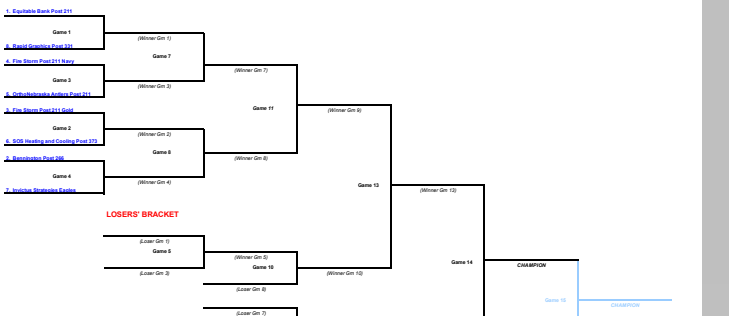 1. Equitable Bank Post 211
Game 1
(Winner Gm 1)
8. Rapid Graphics Post 331
Game 7
4. Fire Storm Post 211 Navy
(Winner Gm 7)
Game 3
(Winner Gm 3)
5. OrthoNebraska Antlers Post 211
3. Fire Storm Post 211 Gold
Game 11
(Winner Gm 9)
Game 2
(Winner Gm 2)
6. SOS Heating and Cooling Post 373
Game 8
2. Bennington Post 266
(Winner Gm 8)
Game 4
(Winner Gm 4)
Game 13
7. Invictus Strategies Eagles
(Winner Gm 13)
LOSERS' BRACKET
(Loser Gm 1)
Game 5
(Winner Gm 5)
Game 14
CHAMPION
Game 10
(Loser Gm 3)
(Winner Gm 10)
(Loser Gm 8)
Game 15
CHAMPION
(Loser Gm 7)